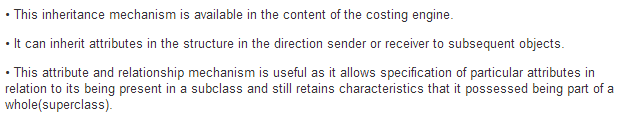 • This inheritance mechanism is available in the content of the costing engine.
• It can inherit attributes in the structure in the direction sender or receiver to subsequent objects.
• This attribute and relationship mechanism is useful as it allows specification of particular attributes in
relation to its being present in a subclass and still retains characteristics that it possessed being part of a
whole(superclass).